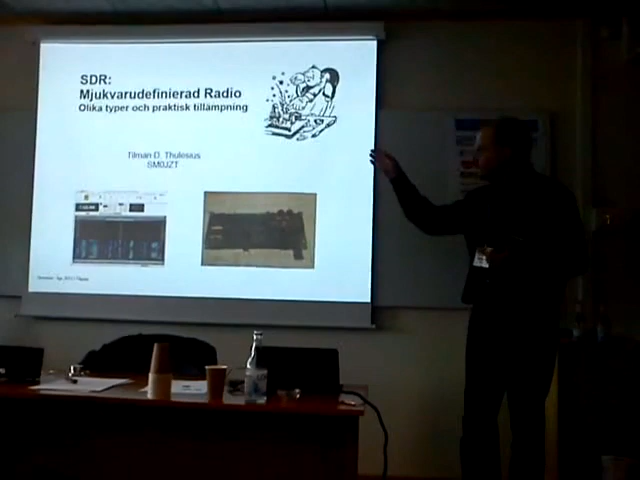 SDR:
Mjukvarudefinierad Radio
Olika typer och praktisk tillämpning
Tilman D. Thulesius
SM0JZT